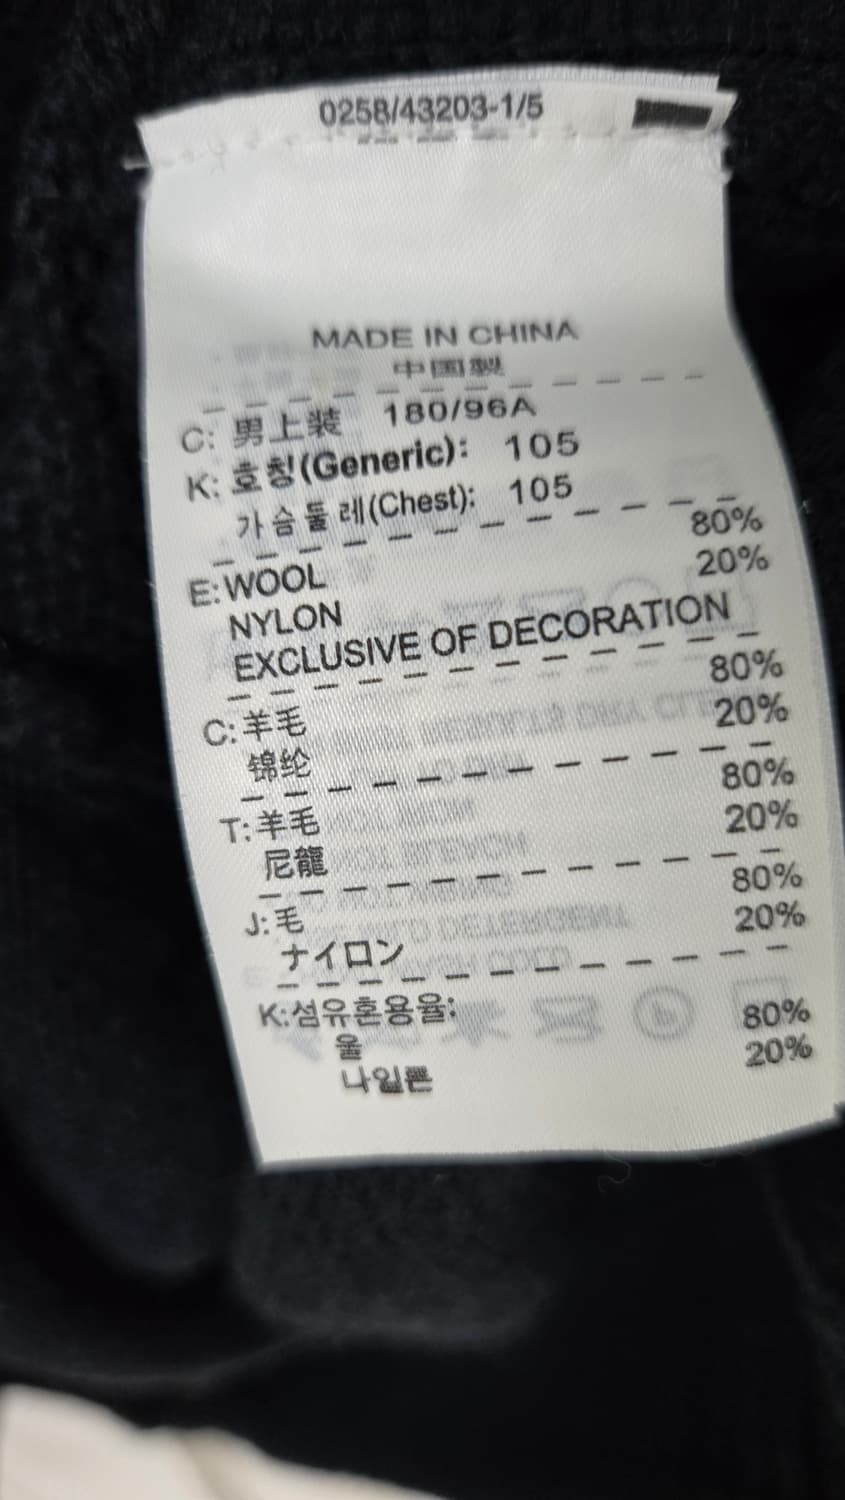 0258/43203-1/5
MADE IN CHINA
中国製
C: 男上装 180/96A
K: 호칭(Generic): 105
가슴둘레(Chest): 105
E:WOOL 80%
NYLON 20%
EXCLUSIVE OF DECORATION
C:羊毛 80%
锦纶 20%
T:羊毛 80%
尼龍 20%
J:毛 80%
ナイロン 20%
K:섬유혼용율:
울 80%
나일론 20%